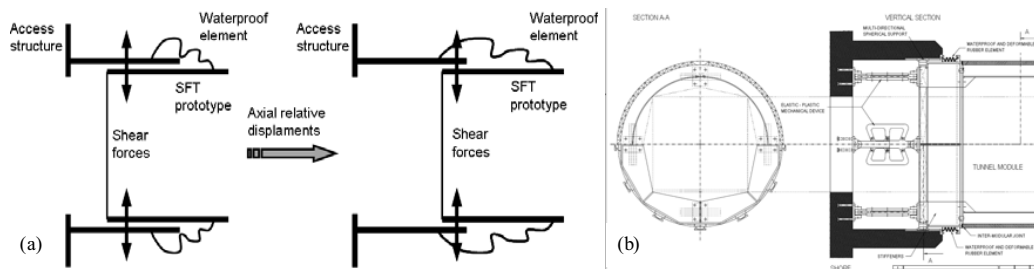 Access
structure
Waterproof
element
SFT
prototype
Shear
forces
Axial relative
displaments
Access
structure
Waterproof
element
SFT
prototype
Shear
forces
(a)
SECTION A-A
VERTICAL SECTION
MULTI-DIRECTIONAL
SPHERICAL SUPPORT
A
WATERPROOF AND DEFORMABLE
RUBBER ELEMENT
ELASTIC - PLASTIC
MECHANICAL DEVICE
TUNNEL MODULE
INTER-MODULAR JOINT
WATERPROOF AND DEFORMABLE
RUBBER ELEMENT
STIFFENERS
A
(b)